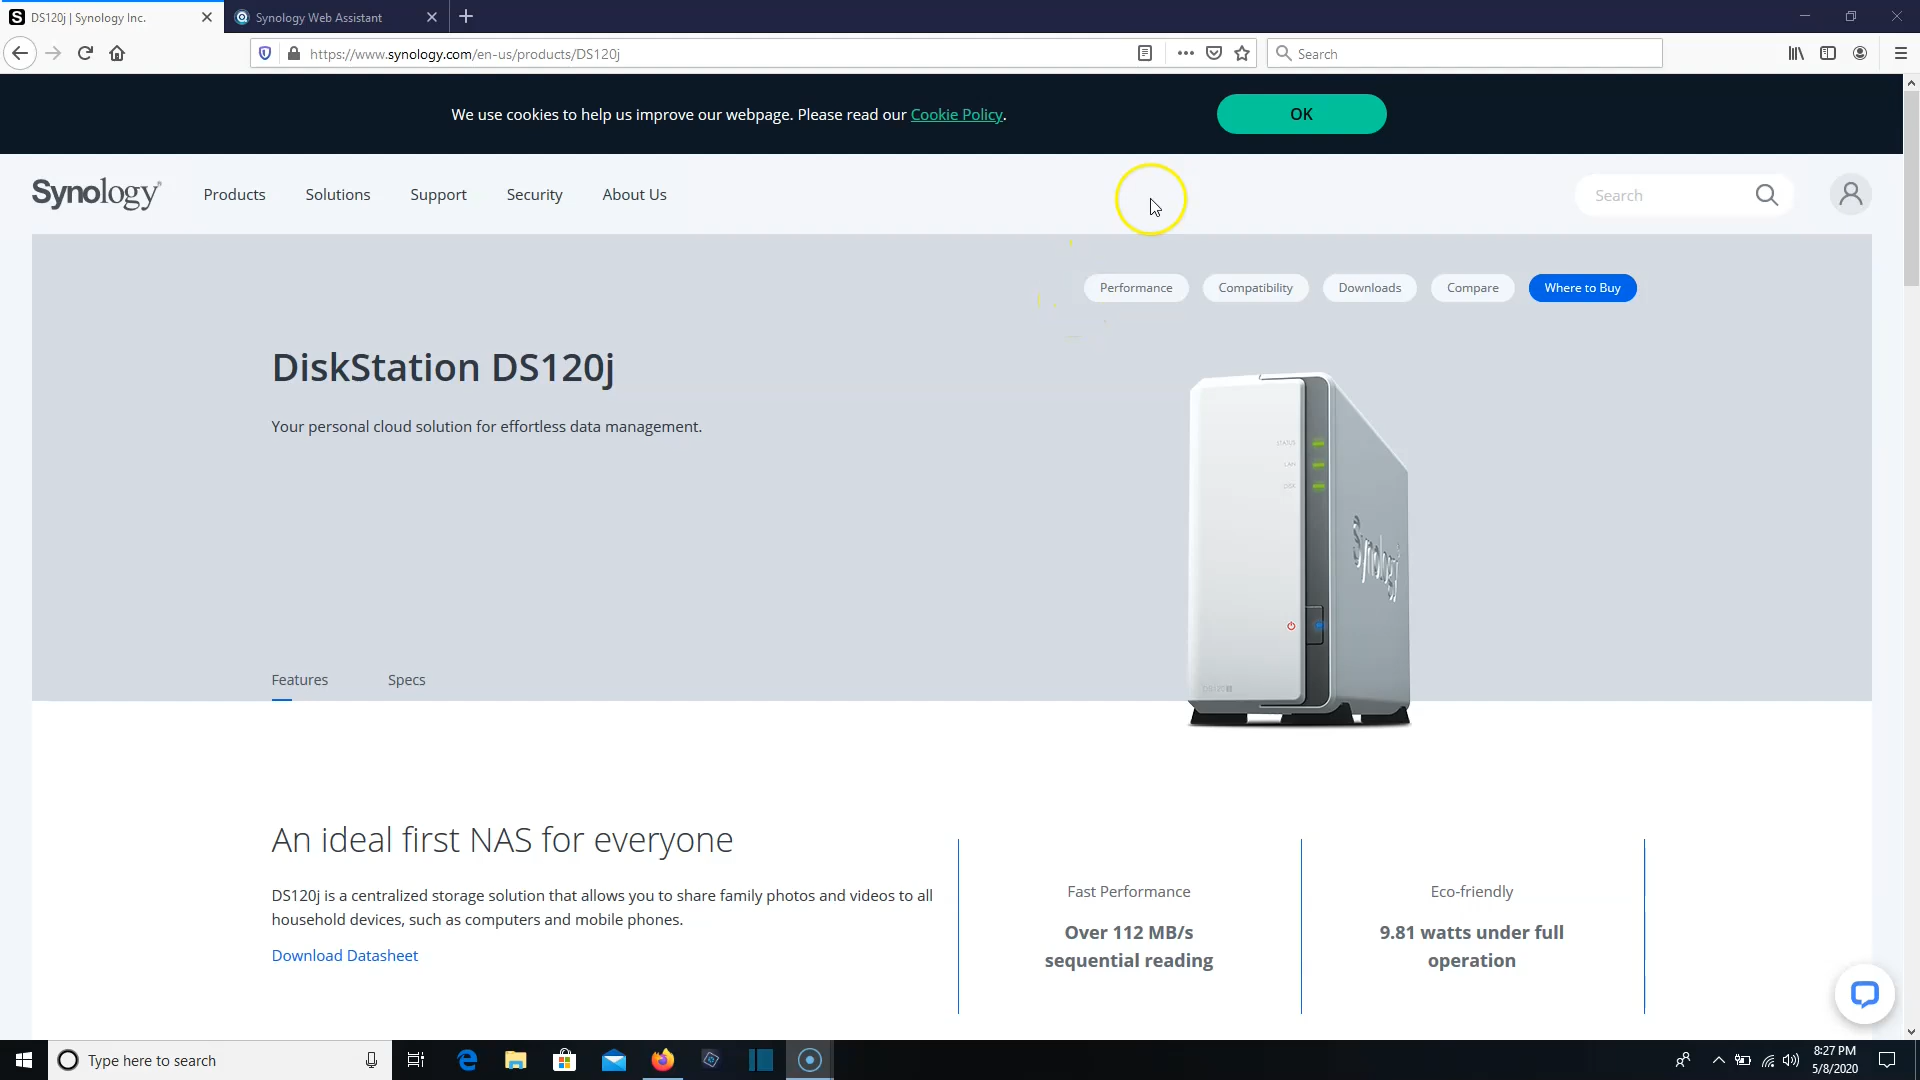 DS120j | Synology Inc.
Synology Web Assistant
https://www.synology.com/en-us/products/DS120j
Search
We use cookies to help us improve our webpage. Please read our Cookie Policy.
OK
Synology
Products
Solutions
Support
Security
About Us
Search
Performance
Compatibility
Downloads
Compare
Where to Buy
DiskStation DS120j
Your personal cloud solution for effortless data management.
STATUS
LAN
DISK
Synology
DS120j
Features
Specs
An ideal first NAS for everyone
DS120j is a centralized storage solution that allows you to share family photos and videos to all
household devices, such as computers and mobile phones.
Download Datasheet
Fast Performance
Over 112 MB/s
sequential reading
Eco-friendly
9.81 watts under full
operation
Type here to search
8:27 PM
5/8/2020